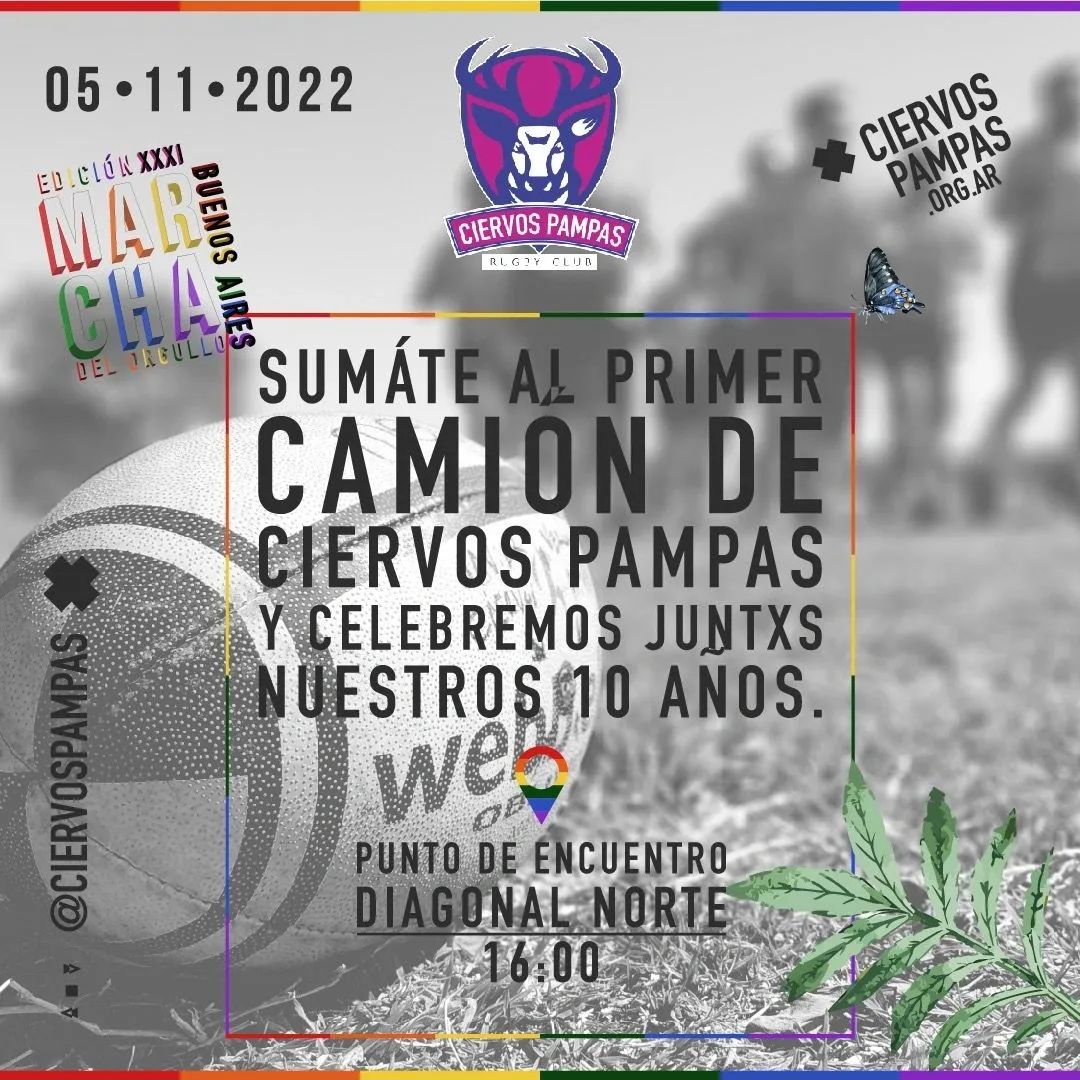 05•11•2022
EDICIÓN XXXI
MAR
CHA
DEL ORGULLO
BUENOS AIRES
CIERVOS PAMPAS
RUGBY CLUB
CIERVOS
PAMPAS
.ORG.AR
SUMÁTE AL PRIMER
CAMIÓN DE
CIERVOS PAMPAS
Y CELEBREMOS JUNTXS
NUESTROS 10 AÑOS.
PUNTO DE ENCUENTRO
DIAGONAL NORTE
16:00
@CIERVOSPAMPAS